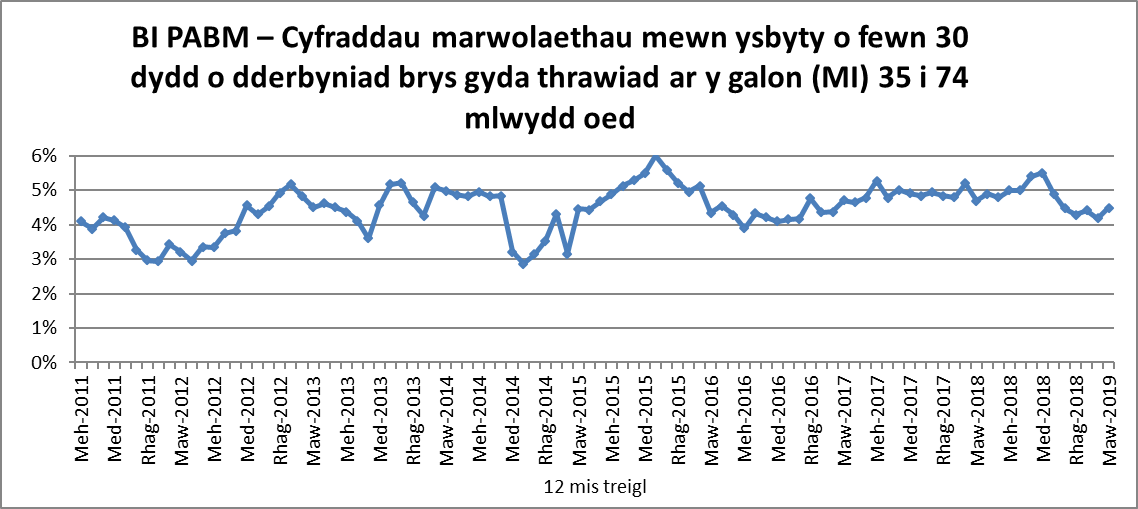 BI PABM – Cyfraddau marwolaethau mewn ysbyty o fewn 30
dydd o dderbyniad brys gyda thrawiad ar y galon (MI) 35 i 74
mlwydd oed
6%
5%
4%
3%
2%
1%
0%
Meh-2011
Med-2011
Rhag-2011
Maw-2012
Meh-2012
Med-2012
Rhag-2012
Maw-2013
Meh-2013
Med-2013
Rhag-2013
Maw-2014
Meh-2014
Med-2014
Rhag-2014
Maw-2015
Meh-2015
Med-2015
Rhag-2015
Maw-2016
Meh-2016
Med-2016
Rhag-2016
Maw-2017
Meh-2017
Med-2017
Rhag-2017
Maw-2018
Meh-2018
Med-2018
Rhag-2018
Maw-2019
12 mis treigl